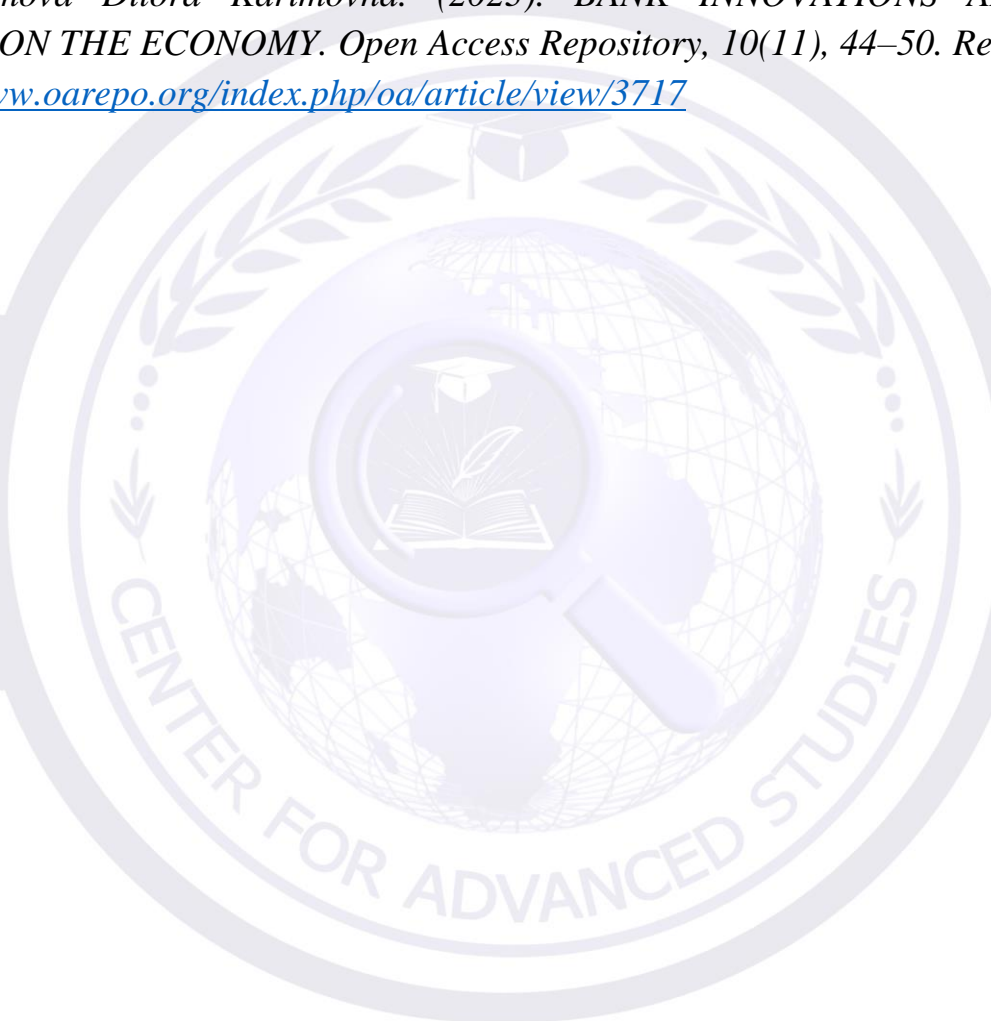 Dilora Karimovna. (2023). BANK INNOVATIONS
ON THE ECONOMY. Open Access Repository, 10(11), 44–50. Re
w.oarepo.org/index.php/oa/article/view/3717
CENTER FOR ADVANCED STUDIES